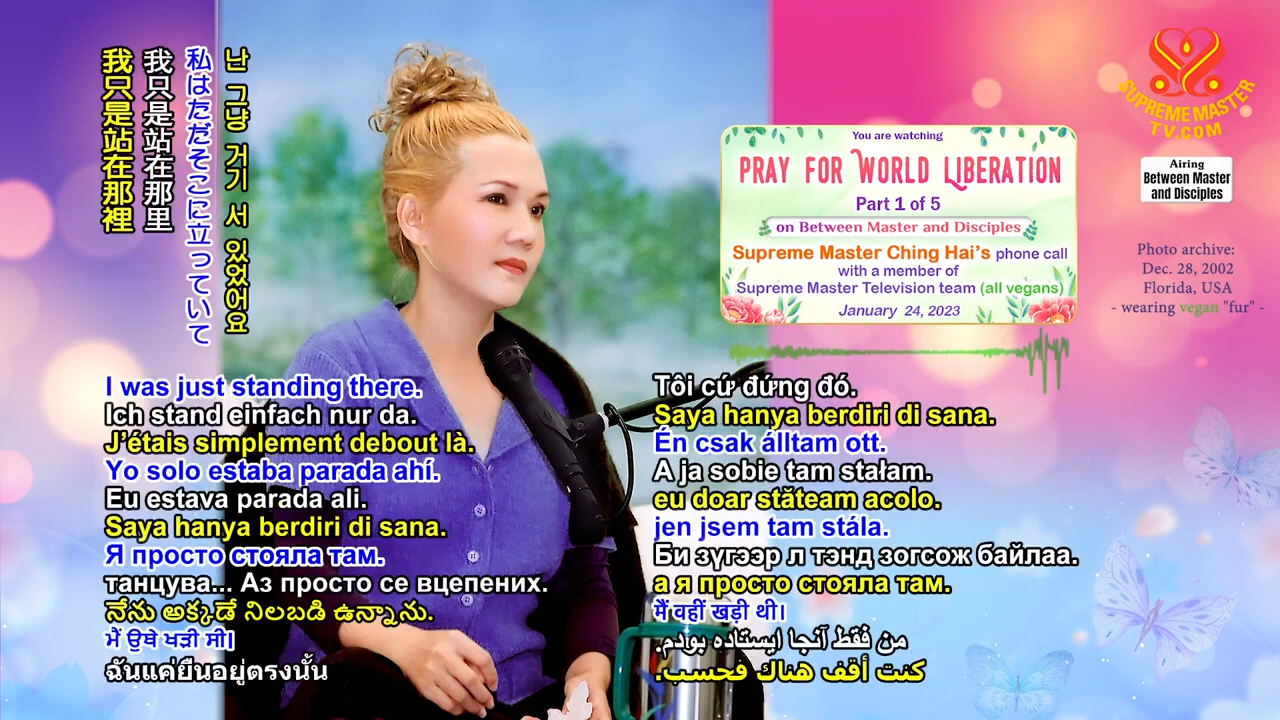 我只是站在那裡
我只是站在那里
私はただそこに立っていて
난 그냥 거기 서 있었어요
SUPREME MASTER
TV.COM
Airing
Between Master
and Disciples
You are watching
PRAY FOR WORLD LIBERATION
Part 1 of 5
on Between Master and Disciples
Supreme Master Ching Hai's phone call
with a member of
Supreme Master Television team (all vegans)
January 24, 2023
Photo archive:
Dec. 28, 2002
Florida, USA
- wearing vegan "fur" -
I was just standing there.
Ich stand einfach nur da.
J'étais simplement debout là.
Yo solo estaba parada ahí.
Eu estava parada ali.
Saya hanya berdiri di sana.
Я просто стояла там.
танцува... Аз просто се вцепених.
నేను అక్కడే నిలబడి ఉన్నాను.
ਮੈਂ ਉਥੇ ਖੜੀ ਸੀ।
ฉันแค่ยืนอยู่ตรงนั้น
Tôi cứ đứng đó.
Saya hanya berdiri di sana.
Én csak álltam ott.
A ja sobie tam stałam.
eu doar stăteam acolo.
jen jsem tam stála.
Би зүгээр л тэнд зогсож байлаа.
а я просто стояла там.
मैं वहीं खड़ी थी।
من فقط آنجا ایستاده بودم.
كنت أقف هناك فحسب.